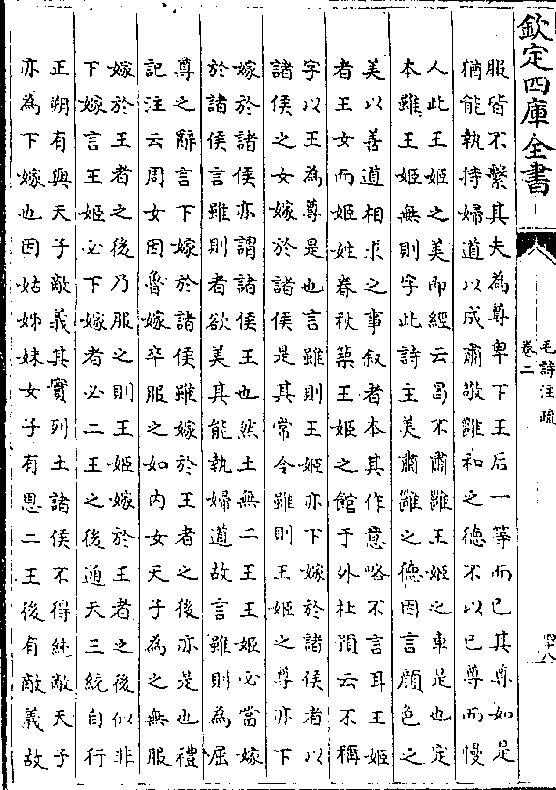 欽定四庫全書
毛詩注疏
卷二
四十八
服皆不繫其夫為尊卑下王后一等而已其尊如是
猶能執持婦道以成肅敬雝和之德不以已尊而慢
人此王姬之美即經云曷不肅雝王姬之車是也定
本雖王姬無則字此詩主美肅雝之德因言顔色之
美以善道相求之事叙者本其作意略不言耳王姬
者王女而姬姓春秋築王姬之館于外杜預云不稱
字以王為尊是也言雖則王姬亦下嫁於諸侯者以
諸侯之女嫁於諸侯是其常今雖則王姬之尊亦下
嫁於諸侯亦謂諸侯王也然土無二王王姬必當嫁
於諸侯言雖則者欲美其能執婦道故言雖則為屈
尊之辭言下嫁於諸侯雖嫁於王者之後亦是也禮
記注云周女因魯嫁卒服之如内女天子為之無服
嫁於王者之後乃服之則王姬嫁於王者之後似非
下嫁言王姬必下嫁者必二王之後通天三統自行
正朔有與天子敵義其實列土諸侯不得純敵天子
亦為下嫁也因姑姊妹女子有恩二王後有敵義故